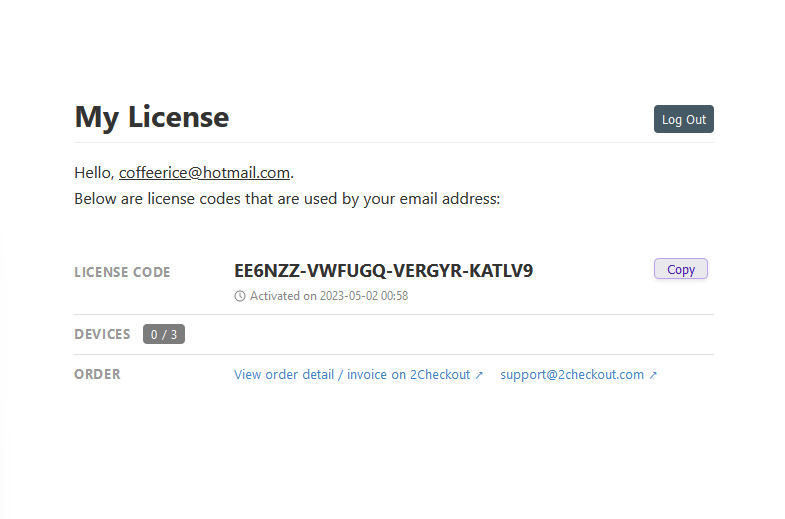 My License
Log Out
Hello, coffeerice@hotmail.com.
Below are license codes that are used by your email address:
LICENSE CODE
EE6NZZ-VWFUGQ-VERGYR-KATLV9
Copy
Activated on 2023-05-02 00:58
DEVICES
0 / 3
ORDER
View order detail / invoice on 2Checkout ↗
support@2checkout.com ↗